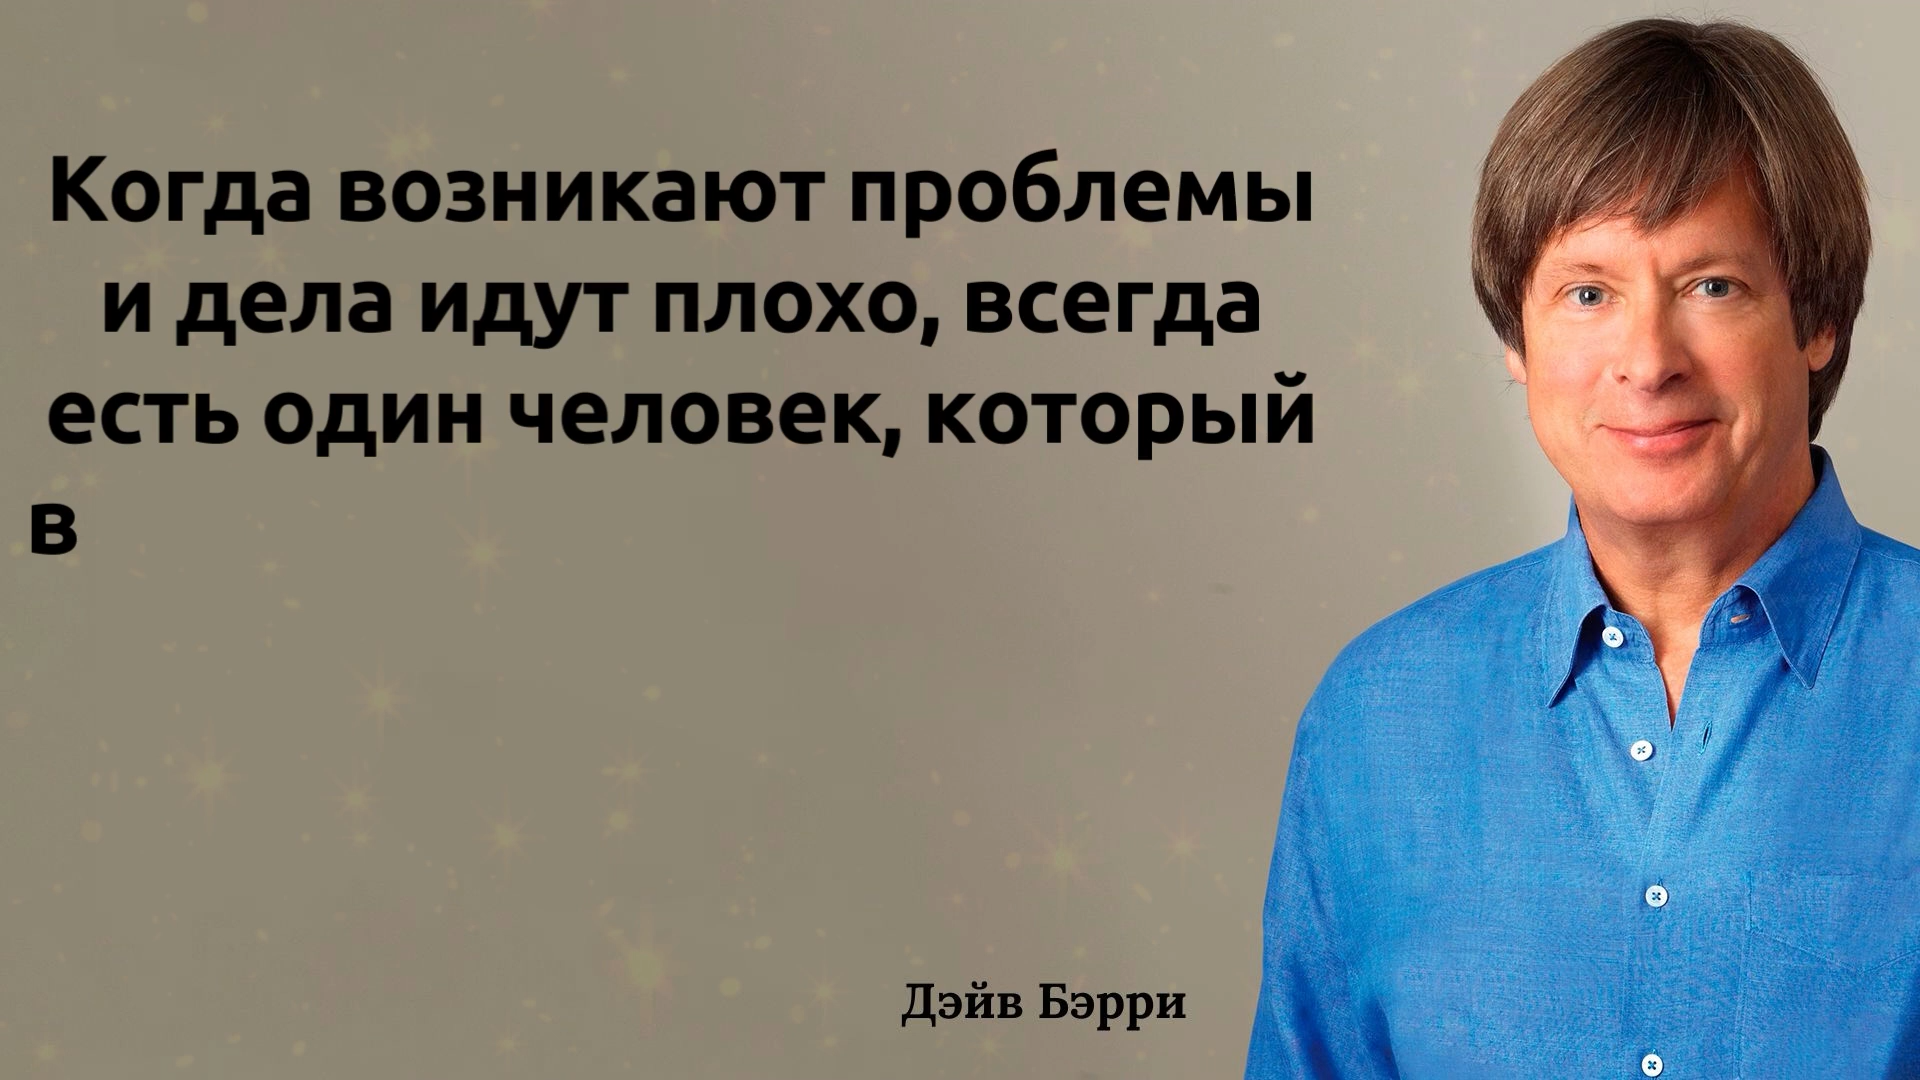 Когда возникают проблемы
и дела идут плохо, всегда
есть один человек, который
в
Дэйв Бэрри